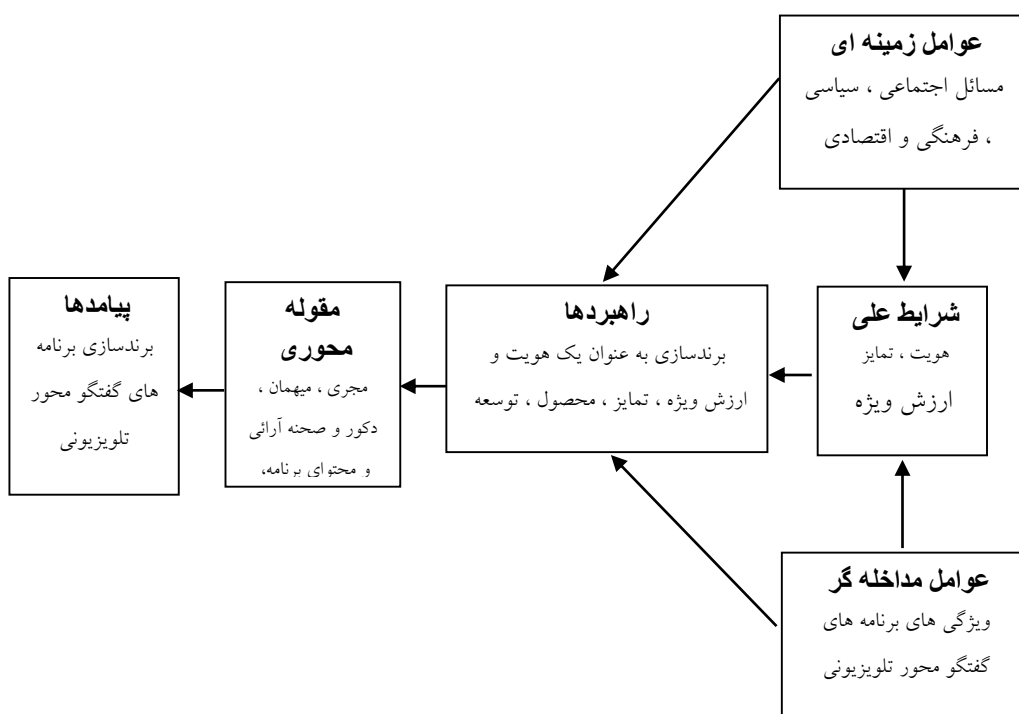 عوامل زمینه ای
مسائل اجتماعی ، سیاسی
، فرهنگی و اقتصادی
شرایط علی
هویت ، تمایز
ارزش ویژه
راهبردها
برندسازی به عنوان یک هویت و
ارزش ویژه ، تمایز ، محصول ، توسعه
مقوله
محوری
مجری ، میهمان ،
دکور و صحنه آرائی
و محتوای برنامه،
پیامدها
برندسازی برنامه
های گفتگو محور
تلویزیونی
عوامل مداخله گر
ویژگی های برنامه های
گفتگو محور تلویزیونی